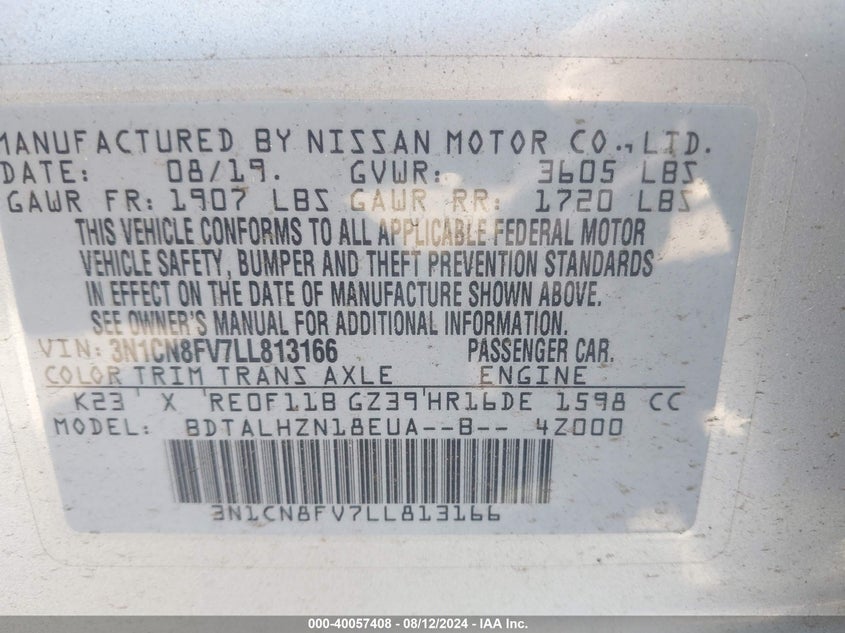 MANUFACTURED BY NISSAN MOTOR CO., LTD.
DATE: 08/19. GVWR: 3605 LBS
GAWR FR: 1907 LBS GAWR RR: 1720 LBS
THIS VEHICLE CONFORMS TO ALL APPLICABLE FEDERAL MOTOR
VEHICLE SAFETY, BUMPER AND THEFT PREVENTION STANDARDS
IN EFFECT ON THE DATE OF MANUFACTURE SHOWN ABOVE.
SEE OWNER'S MANUAL FOR ADDITIONAL INFORMATION.
VIN: 3N1CN8FV7LL813166 PASSENGER CAR.
COLOR TRIM TRANS AXLE ENGINE
K23 X RE0F11B GZ39 HR16DE 1598 CC
MODEL: BDTALHZN18EUA--B-- 4Z000
3N1CN8FV7LL813166
000-40057408 - 08/12/2024 - IAA Inc.